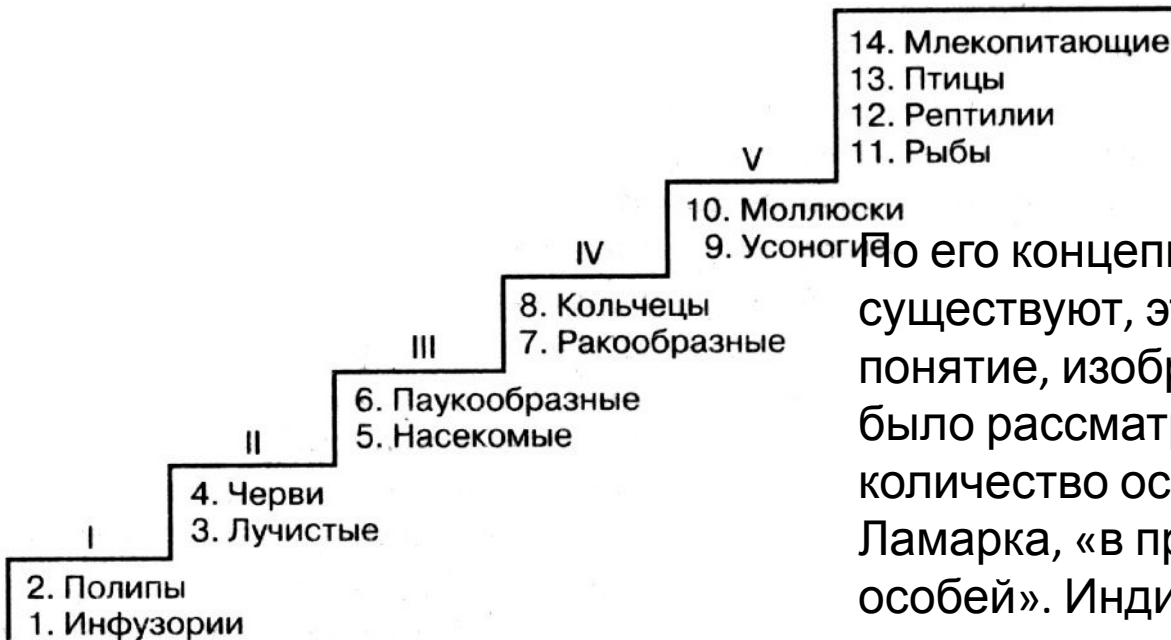 14. Млекопитающие
13. Птицы
12. Рептилии
11. Рыбы
V
10. Моллюски
9. Усоногие
IV
8. Кольчецы
7. Ракообразные
III
6. Паукообразные
5. Насекомые
II
4. Черви
3. Лучистые
I
2. Полипы
1. Инфузории
По его
существуют,
понятие,
было
количество
Ламарка, «в
особей».